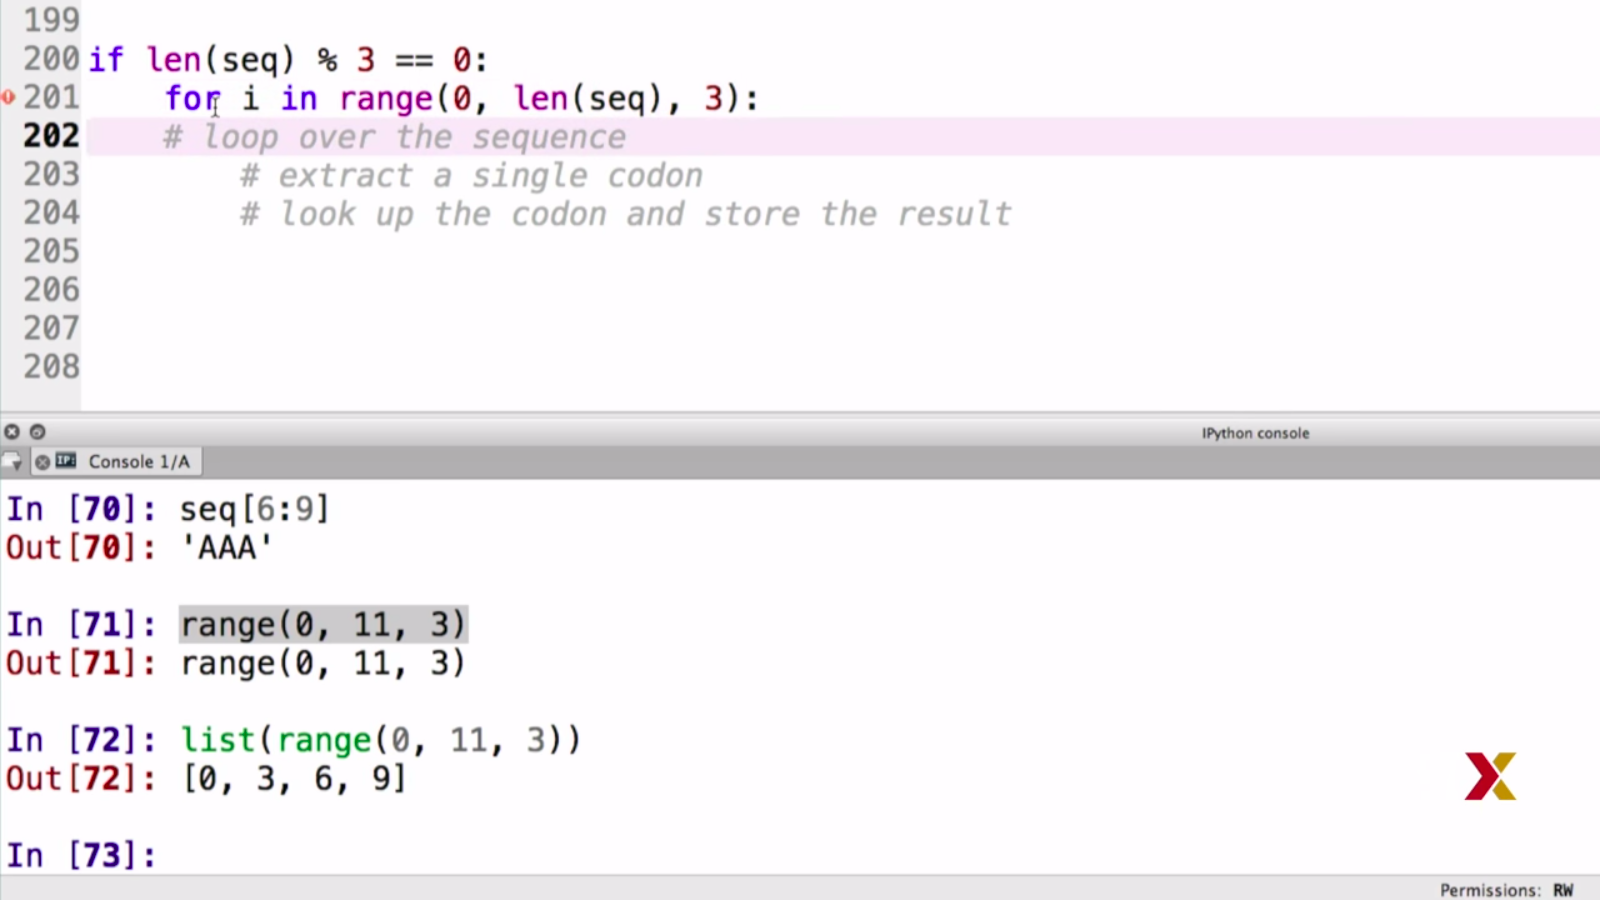 199
200 if len(seq) % 3 == 0:
201     for i in range(0, len(seq), 3):
202     # loop over the sequence
203         # extract a single codon
204         # look up the codon and store the result
205
206
207
208
IPython console
IP: Console 1/A
In [70]: seq[6:9]
Out[70]: 'AAA'
In [71]: range(0, 11, 3)
Out[71]: range(0, 11, 3)
In [72]: list(range(0, 11, 3))
Out[72]: [0, 3, 6, 9]
In [73]:
X
Permissions: RW